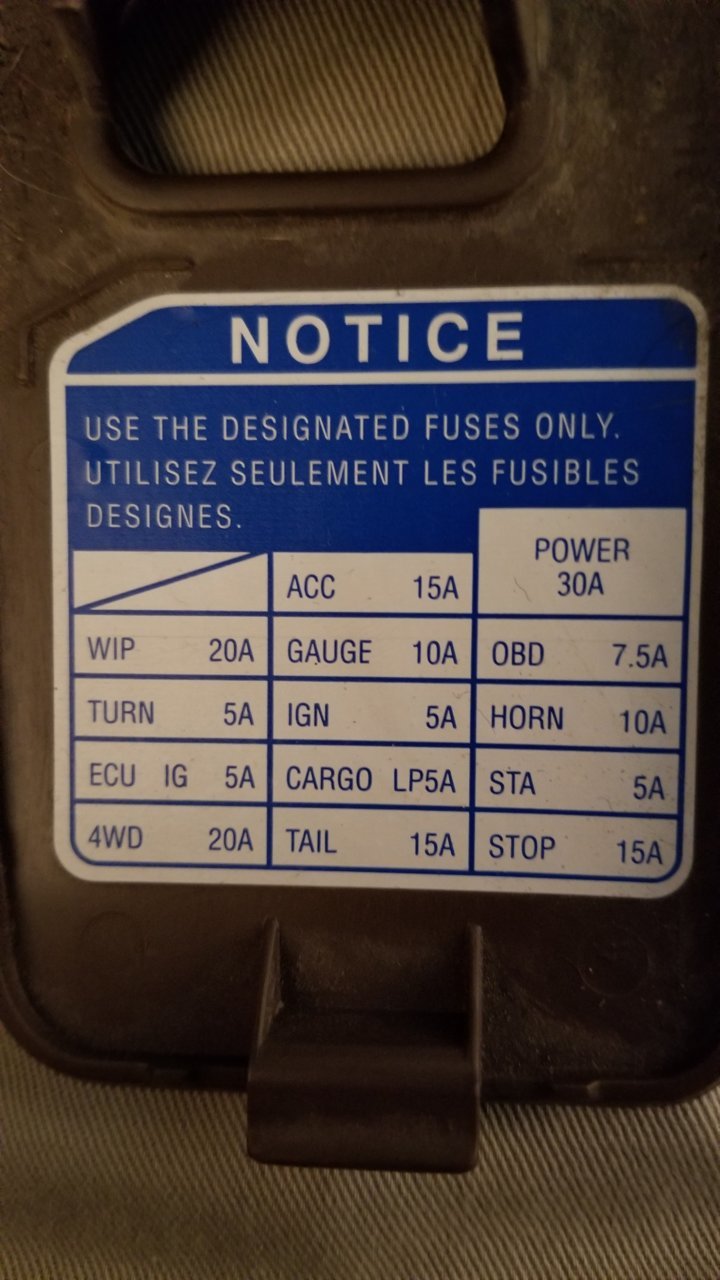 NOTICE
USE THE DESIGNATED FUSES ONLY.
UTILISEZ SEULEMENT LES FUSIBLES
DESIGNES.
POWER
30A
ACC 15A
WIP 20A GAUGE 10A OBD 7.5A
TURN 5A IGN 5A HORN 10A
ECU IG 5A CARGO LP5A STA 5A
4WD 20A TAIL 15A STOP 15A